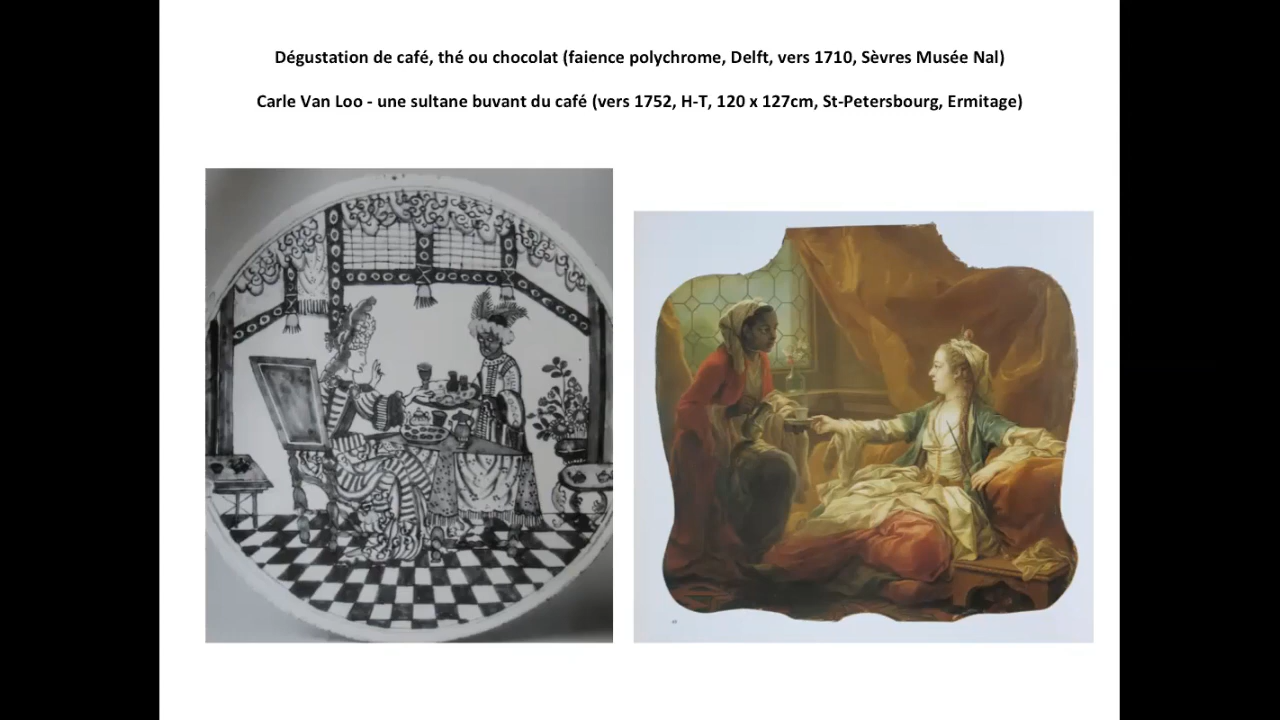 Dégustation de café, thé ou chocolat (faience polychrome, Delft, vers 1710, Sèvres Musée Nal)
Carle Van Loo - une sultane buvant du café (vers 1752, H-T, 120 x 127cm, St-Petersbourg, Ermitage)